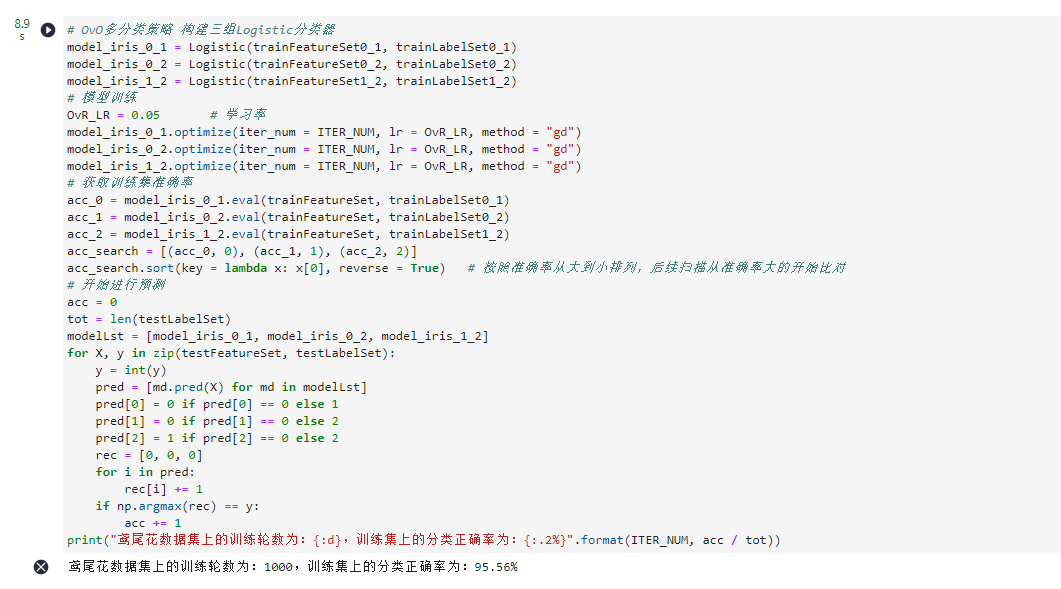 8.9
s
# OvO多分类策略 构建三组Logistic分类器
model_iris_0_1 = Logistic(trainFeatureSet0_1, trainLabelSet0_1)
model_iris_0_2 = Logistic(trainFeatureSet0_2, trainLabelSet0_2)
model_iris_1_2 = Logistic(trainFeatureSet1_2, trainLabelSet1_2)
# 模型训练
OvR_LR = 0.05      # 学习率
model_iris_0_1.optimize(iter_num = ITER_NUM, lr = OvR_LR, method = "gd")
model_iris_0_2.optimize(iter_num = ITER_NUM, lr = OvR_LR, method = "gd")
model_iris_1_2.optimize(iter_num = ITER_NUM, lr = OvR_LR, method = "gd")
# 获取训练集准确率
acc_0 = model_iris_0_1.eval(trainFeatureSet, trainLabelSet0_1)
acc_1 = model_iris_0_2.eval(trainFeatureSet, trainLabelSet0_2)
acc_2 = model_iris_1_2.eval(trainFeatureSet, trainLabelSet1_2)
acc_search = [(acc_0, 0), (acc_1, 1), (acc_2, 2)]
acc_search.sort(key = lambda x: x[0], reverse = True)   # 按照准确率从大到小排列，后续扫描从准确率大的开始比对
# 开始进行预测
acc = 0
tot = len(testLabelSet)
modelLst = [model_iris_0_1, model_iris_0_2, model_iris_1_2]
for X, y in zip(testFeatureSet, testLabelSet):
    y = int(y)
    pred = [md.pred(X) for md in modelLst]
    pred[0] = 0 if pred[0] == 0 else 1
    pred[1] = 0 if pred[1] == 0 else 2
    pred[2] = 1 if pred[2] == 0 else 2
    rec = [0, 0, 0]
    for i in pred:
        rec[i] += 1
    if np.argmax(rec) == y:
        acc += 1
print("鸢尾花数据集上的训练轮数为：{:d}，训练集上的分类正确率为：{:.2%}".format(ITER_NUM, acc / tot))
鸢尾花数据集上的训练轮数为：1000，训练集上的分类正确率为：95.56%